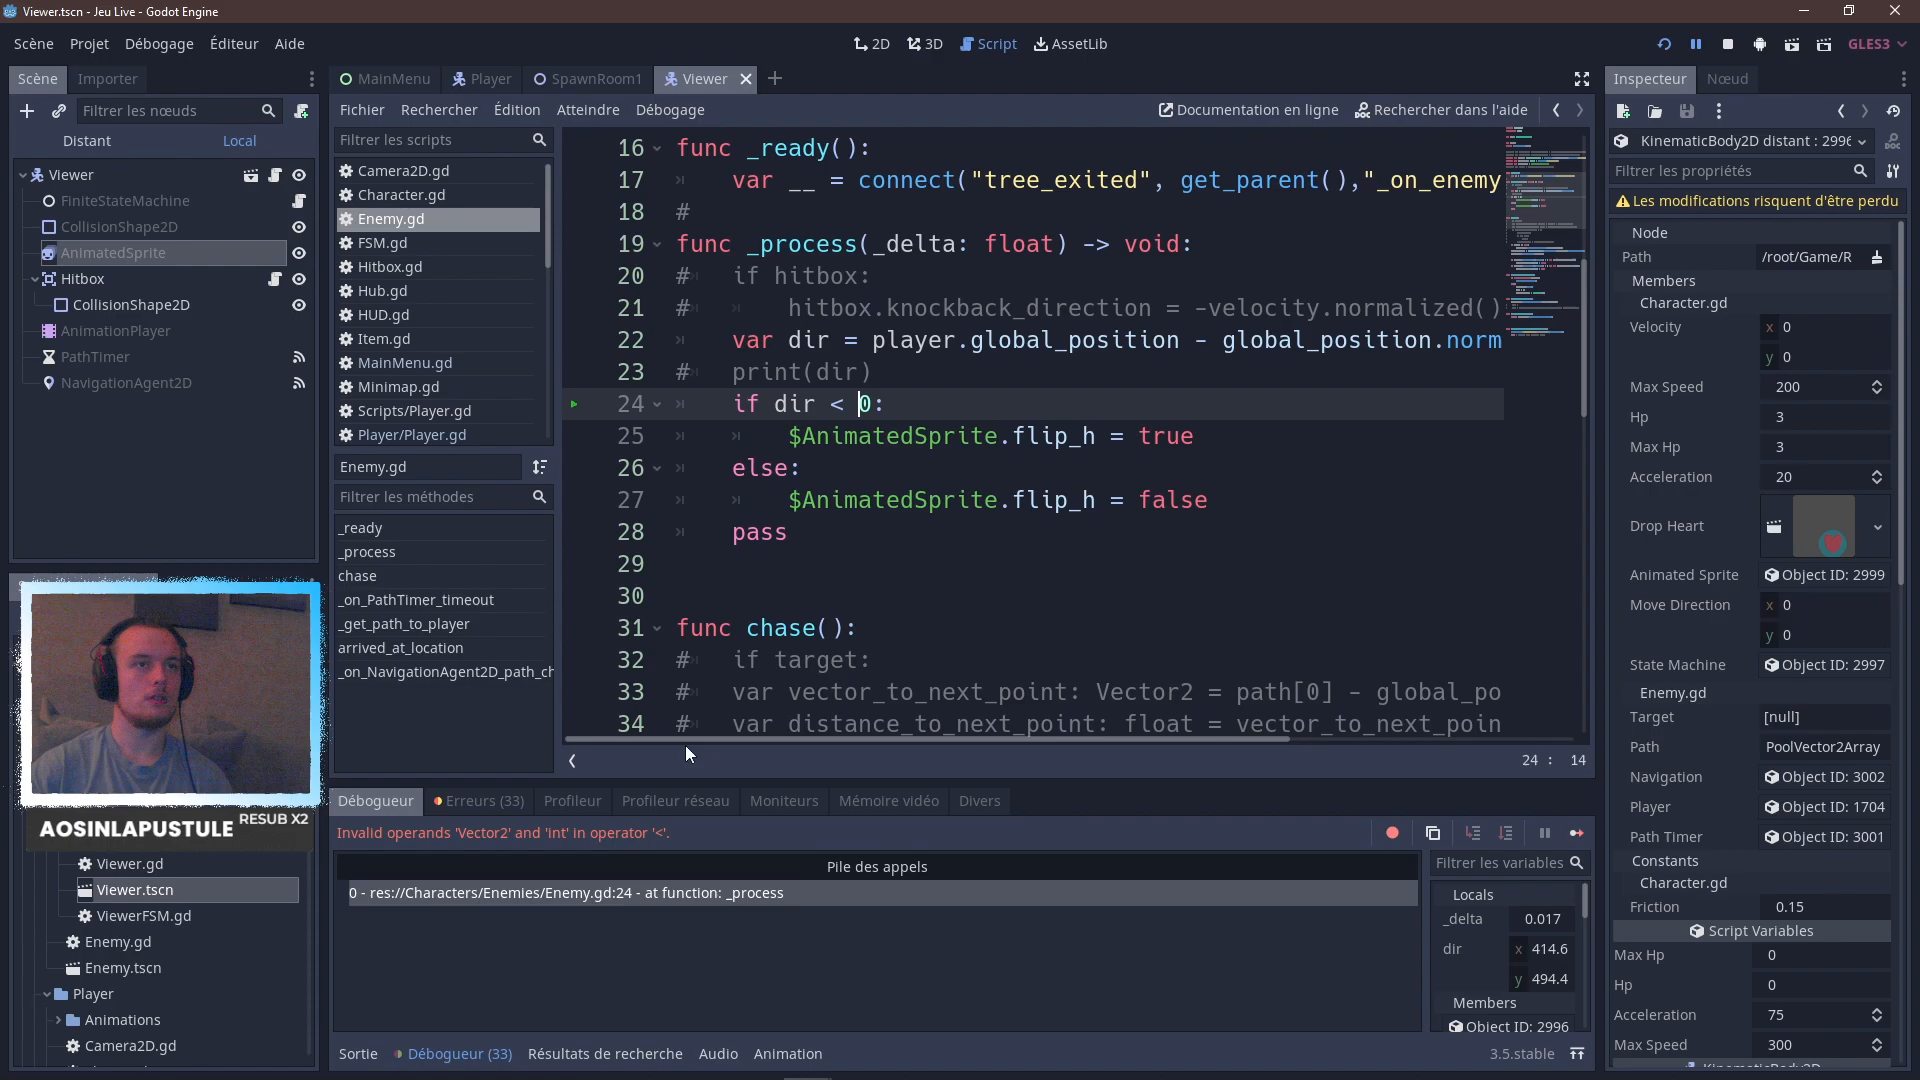 Viewer.tscn - Jeu Live - Godot Engine
Scène Projet Débogage Éditeur Aide
2D 3D Script AssetLib
GLES3
Scène Importer
MainMenu Player SpawnRoom1 Viewer
Inspecteur Nœud
Filtrer les nœuds
Distant Local
Viewer
FiniteStateMachine
CollisionShape2D
AnimatedSprite
Hitbox
CollisionShape2D
AnimationPlayer
PathTimer
NavigationAgent2D
Fichier Rechercher Édition Atteindre Débogage
Documentation en ligne Rechercher dans l'aide
Filtrer les scripts
Camera2D.gd
Character.gd
Enemy.gd
FSM.gd
Hitbox.gd
Hub.gd
HUD.gd
Item.gd
MainMenu.gd
Minimap.gd
Scripts/Player.gd
Player/Player.gd
Enemy.gd
Filtrer les méthodes
_ready
_process
chase
_on_PathTimer_timeout
_get_path_to_player
arrived_at_location
_on_NavigationAgent2D_path_ch
16 func _ready():
17 var __ = connect("tree_exited", get_parent(),"_on_enemy
18 #
19 func _process(_delta: float) -> void:
20 # if hitbox:
21 # hitbox.knockback_direction = -velocity.normalized()
22 var dir = player.global_position - global_position.norm
23 # print(dir)
24 if dir < 0:
25 $AnimatedSprite.flip_h = true
26 else:
27 $AnimatedSprite.flip_h = false
28 pass
29
30
31 func chase():
32 # if target:
33 # var vector_to_next_point: Vector2 = path[0] - global_po
34 # var distance_to_next_point: float = vector_to_next_poin
24 : 14
Débogueur Erreurs (33) Profileur Profileur réseau Moniteurs Mémoire vidéo Divers
Invalid operands 'Vector2' and 'int' in operator '<'.
Pile des appels
0 - res://Characters/Enemies/Enemy.gd:24 - at function: _process
Filtrer les variables
Locals
_delta 0.017
dir x 414.6
y 494.4
Members
Object ID: 2996
Sortie Débogueur (33) Résultats de recherche Audio Animation
3.5.stable
AOSINLAPUSTULE RESUB X2
Viewer.gd
Viewer.tscn
ViewerFSM.gd
Enemy.gd
Enemy.tscn
Player
Animations
Camera2D.gd
KinematicBody2D distant : 2996
Filtrer les propriétés
Les modifications risquent d'être perdu
Node
Path /root/Game/R
Members
Character.gd
Velocity x 0
y 0
Max Speed 200
Hp 3
Max Hp 3
Acceleration 20
Drop Heart
Animated Sprite Object ID: 2999
Move Direction x 0
y 0
State Machine Object ID: 2997
Enemy.gd
Target [null]
Path PoolVector2Array
Navigation Object ID: 3002
Player Object ID: 1704
Path Timer Object ID: 3001
Constants
Character.gd
Friction 0.15
Script Variables
Max Hp 0
Hp 0
Acceleration 75
Max Speed 300